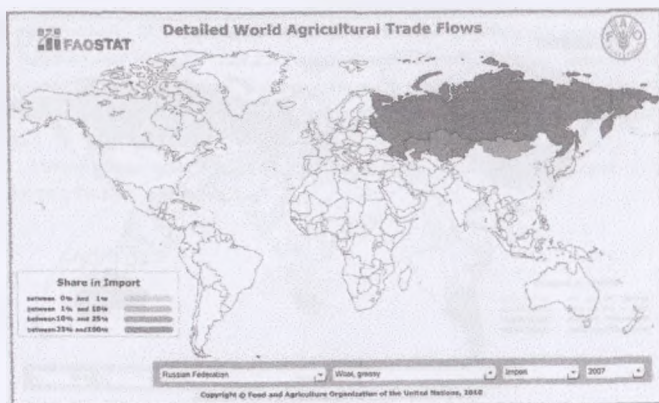 Detailed World Agricultural Trade Flows
FAOSTAT
FAO
Share in Import
between 0% and 1%
between 1% and 10%
between 10% and 25%
between 25% and 100%
Russian Federation
Wool, greasy
Import
2007
Copyright © Food and Agriculture Organization of the United Nations, 2010